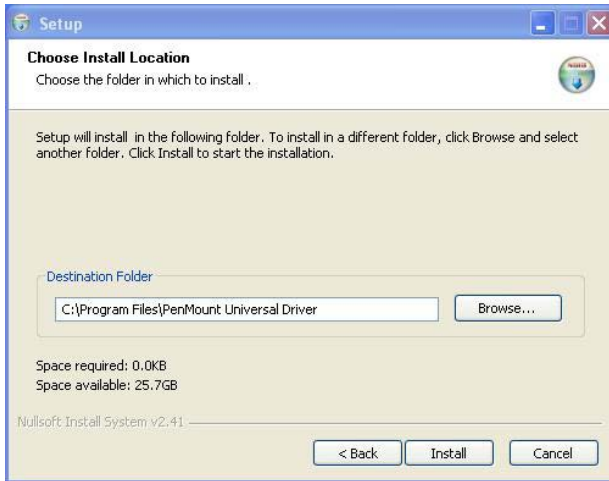 Setup
Choose Install Location
Choose the folder in which to install .
Setup will install in the following folder. To install in a different folder, click Browse and select
another folder. Click Install to start the installation.
Destination Folder
C:\Program Files\PenMount Universal Driver
Browse...
Space required: 0.0KB
Space available: 25.7GB
Nullsoft Install System v2.41
< Back
Install
Cancel